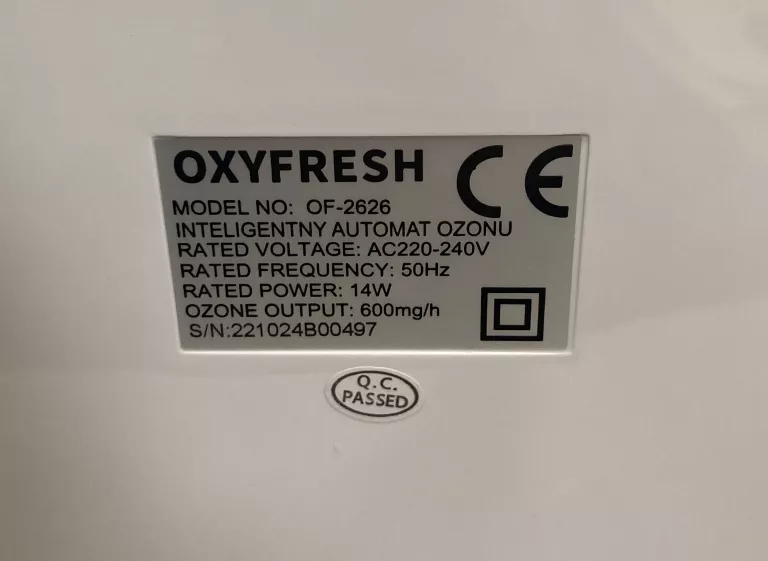 OXYFRESH CE
MODEL NO: OF-2626
INTELIGENTNY AUTOMAT OZONU
RATED VOLTAGE: AC220-240V
RATED FREQUENCY: 50Hz
RATED POWER: 14W
OZONE OUTPUT: 600mg/h
S/N:221024B00497
Q.C.
PASSED